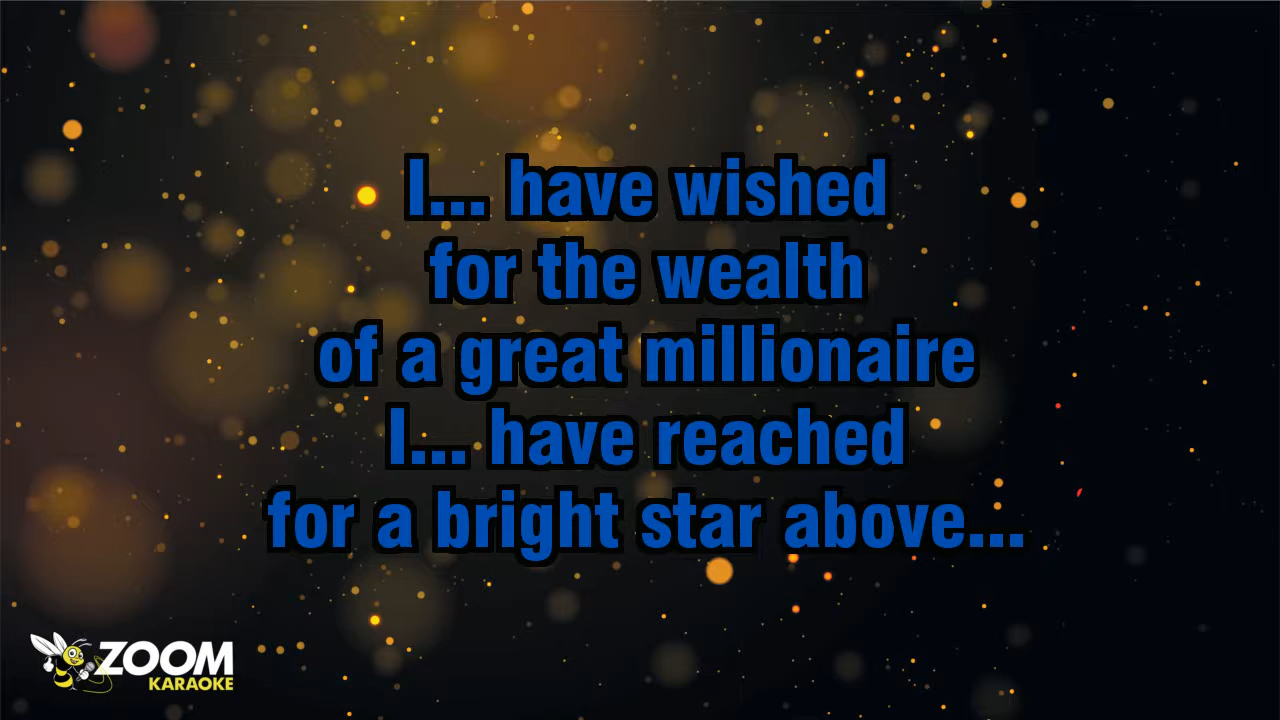 I... have wished
for the wealth
of a great millionaire
I... have reached
for a bright star above...
ZOOM
KARAOKE